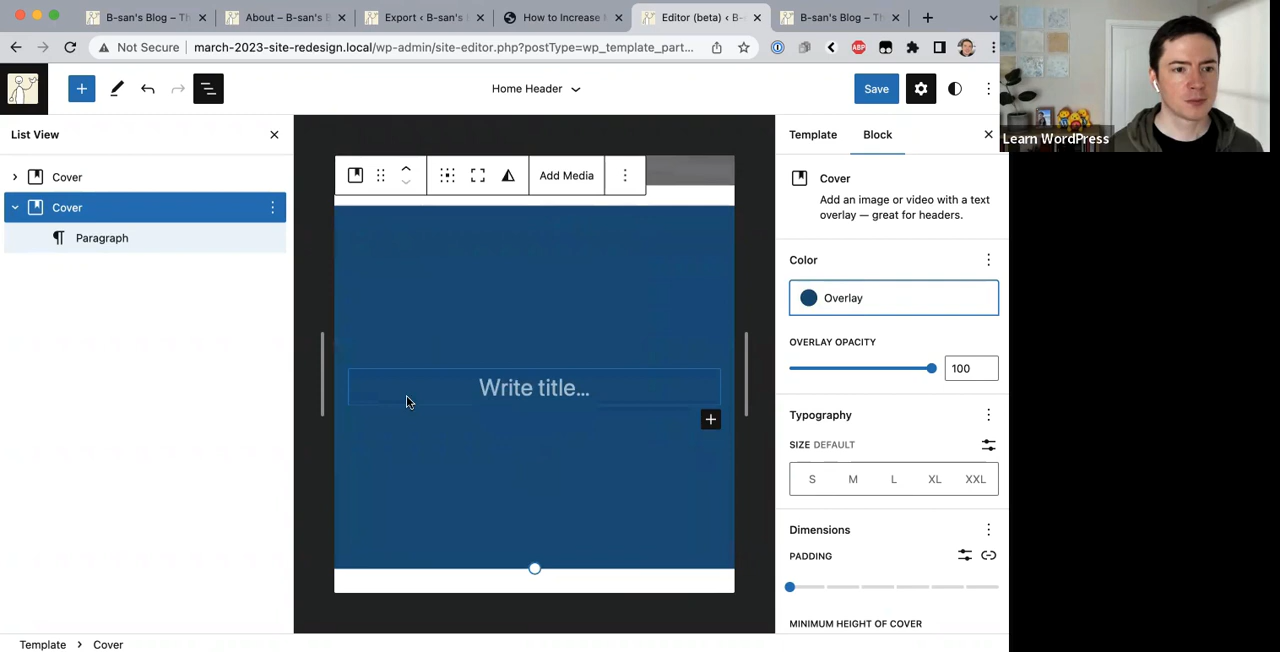 B-san's Blog – Th
About – B-san's B
Export ‹ B-san's
How to Increase
Editor (beta) ‹ B-
B-san's Blog – Th
Not Secure
march-2023-site-redesign.local/wp-admin/site-editor.php?postType=wp_template_part...
ABP
Learn WordPress
Home Header
Save
List View
Template
Block
Cover
Cover
Paragraph
Add Media
Write title...
Cover
Add an image or video with a text
overlay — great for headers.
Color
Overlay
OVERLAY OPACITY
100
Typography
SIZE DEFAULT
S M L XL XXL
Dimensions
PADDING
MINIMUM HEIGHT OF COVER
Template
Cover